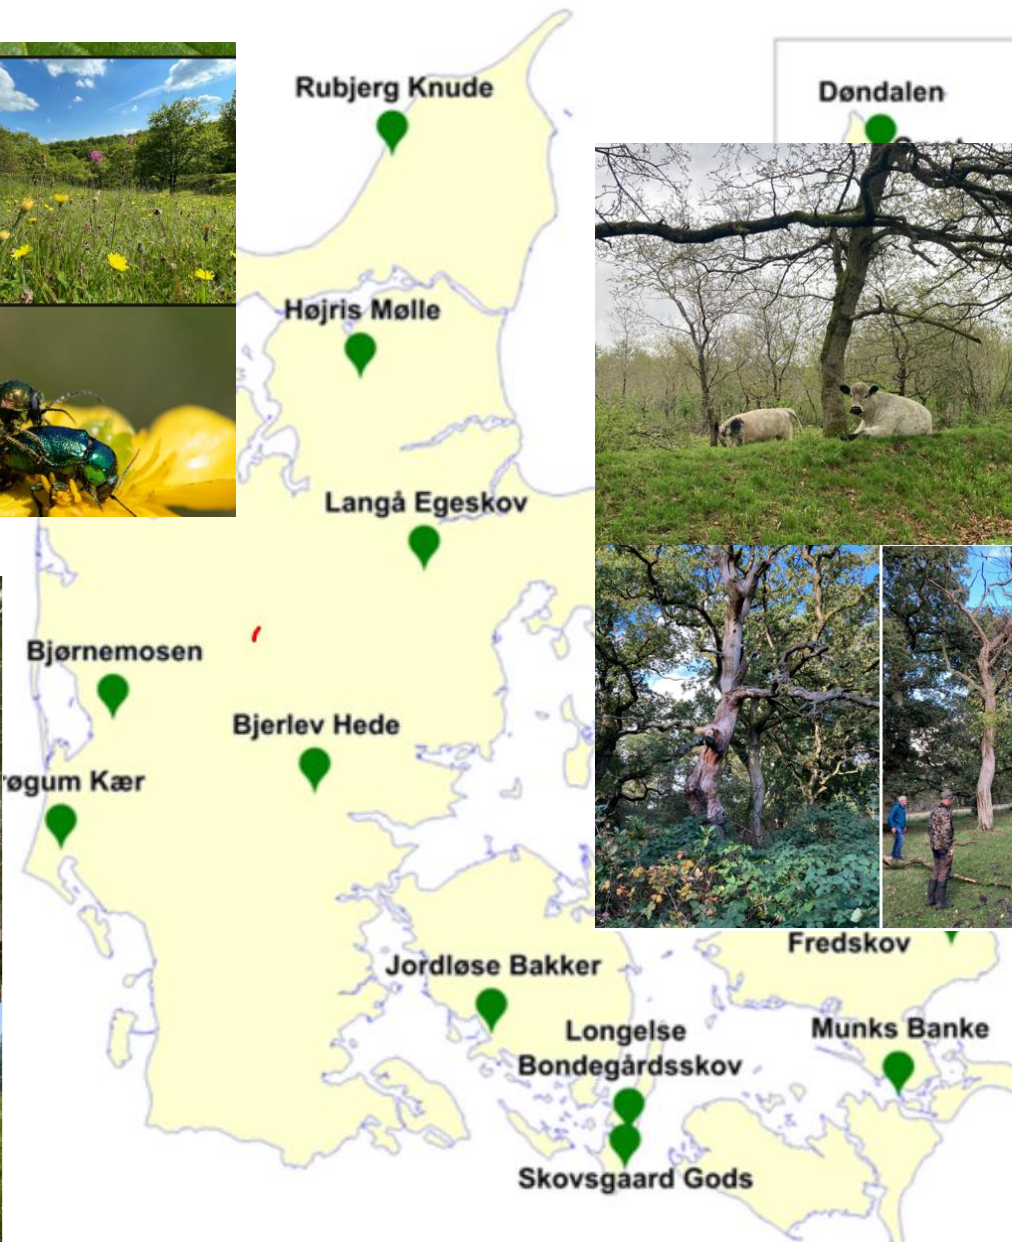 Rubjerg Knude
Døndalen
Højris Mølle
Langå Egeskov
Bjørnemosen
Bjerlev Hede
røgum Kær
Fredskov
Jordløse Bakker
Longelse
Bondegårdsskov
Munks Banke
Skovsgaard Gods